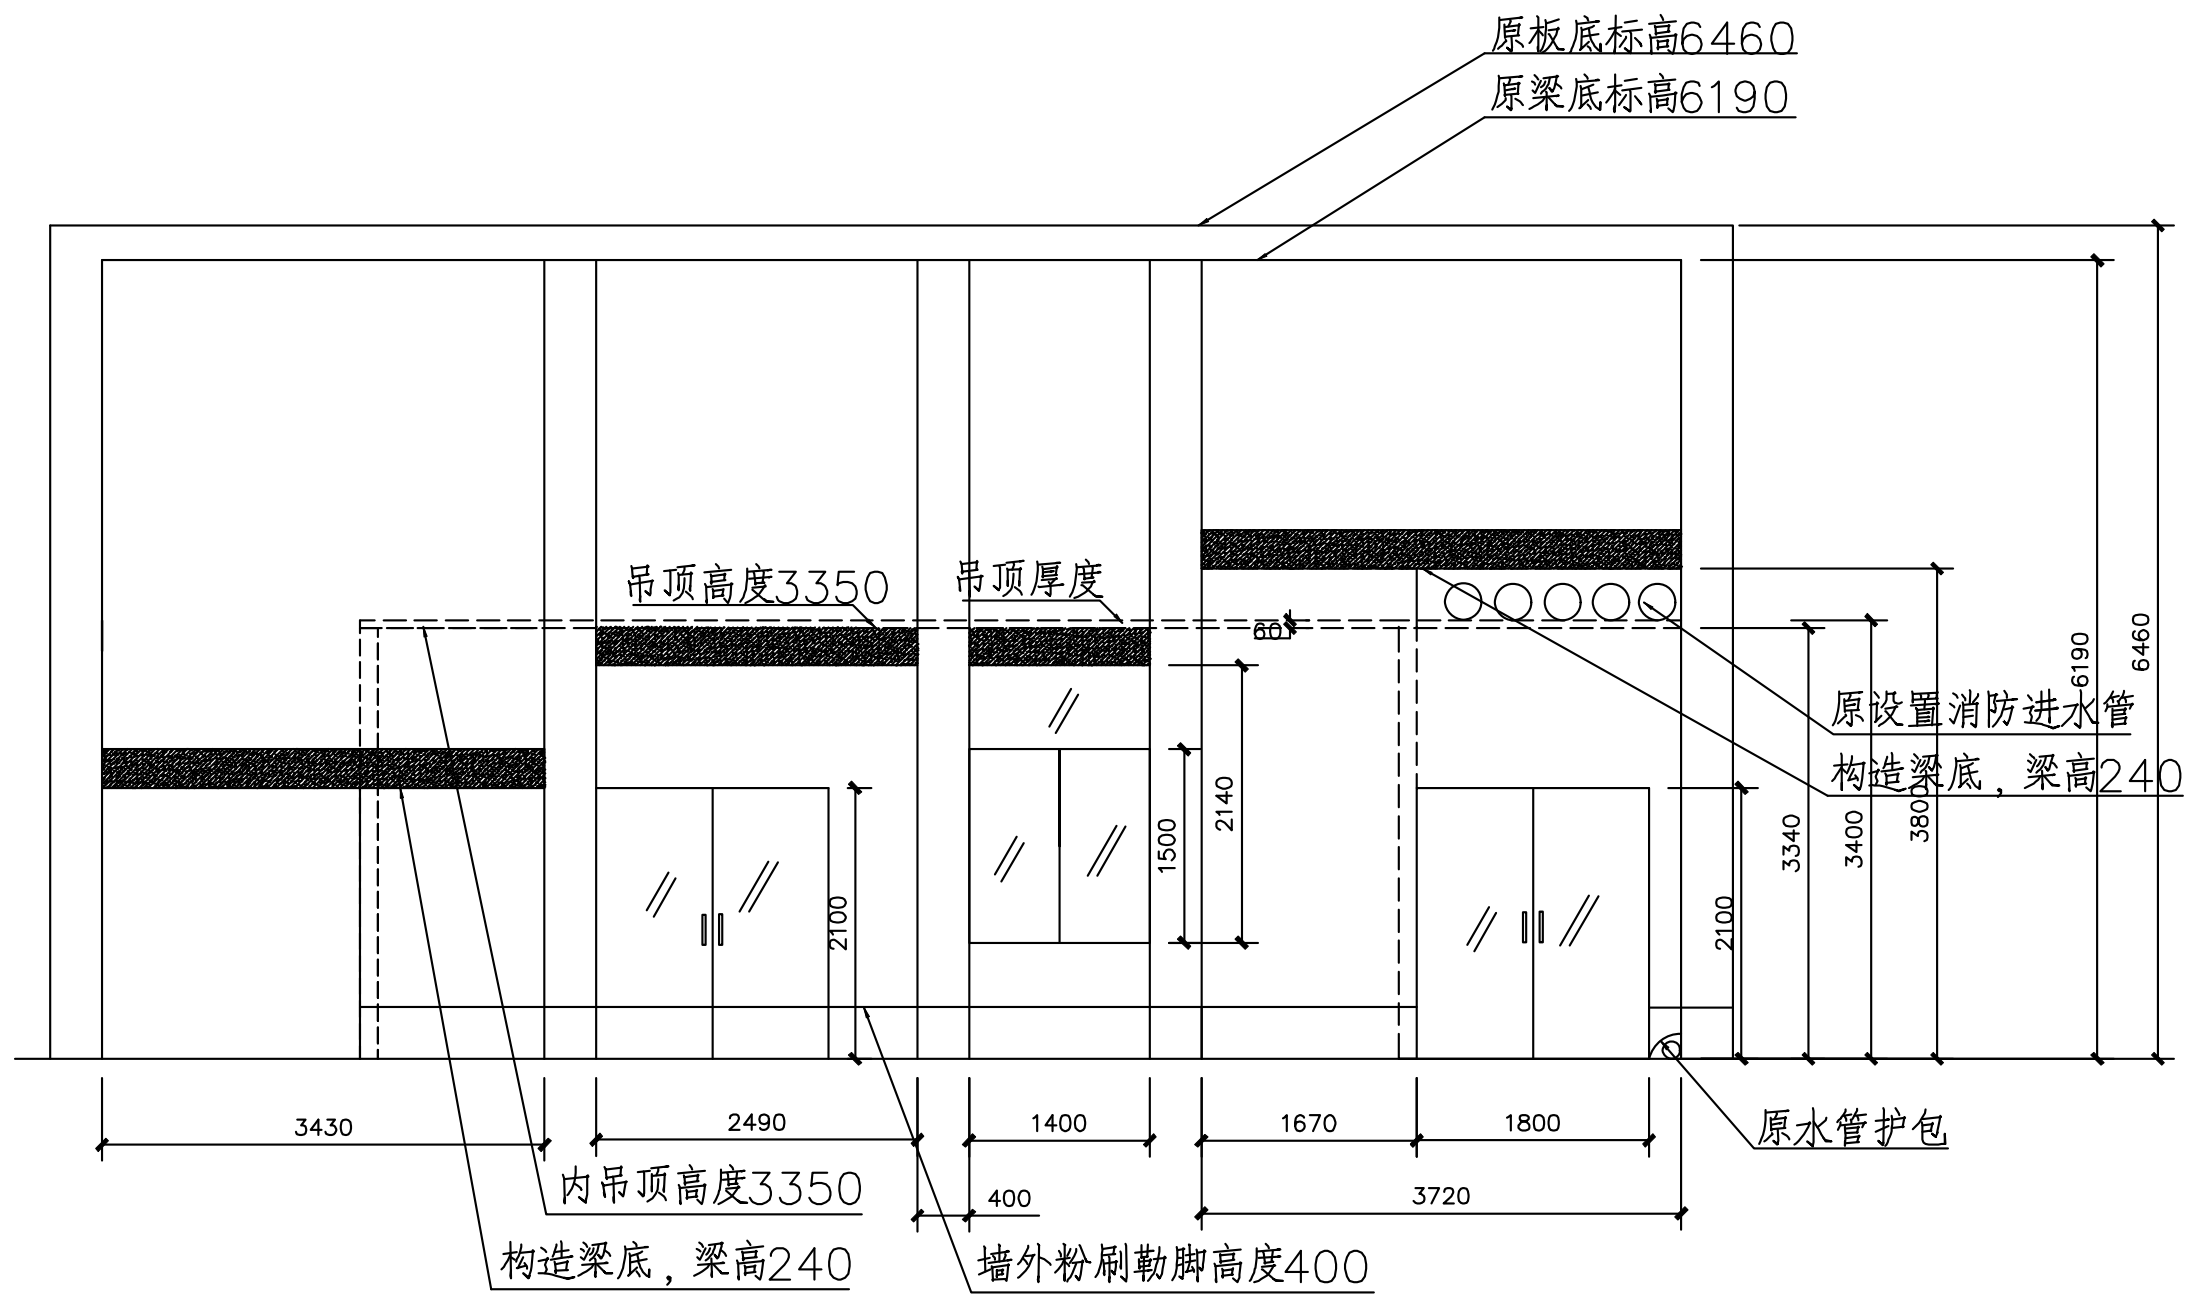 原板底标高6460
原梁底标高6190
吊顶高度3350
吊顶厚度
60
6190
6460
原设置消防进水管
构造梁底，梁高240
2140
1500
3340
3400
3800
2100
2100
3430
2490
1400
1670
1800
原水管护包
内吊顶高度3350
400
3720
构造梁底，梁高240
墙外粉刷勒脚高度400